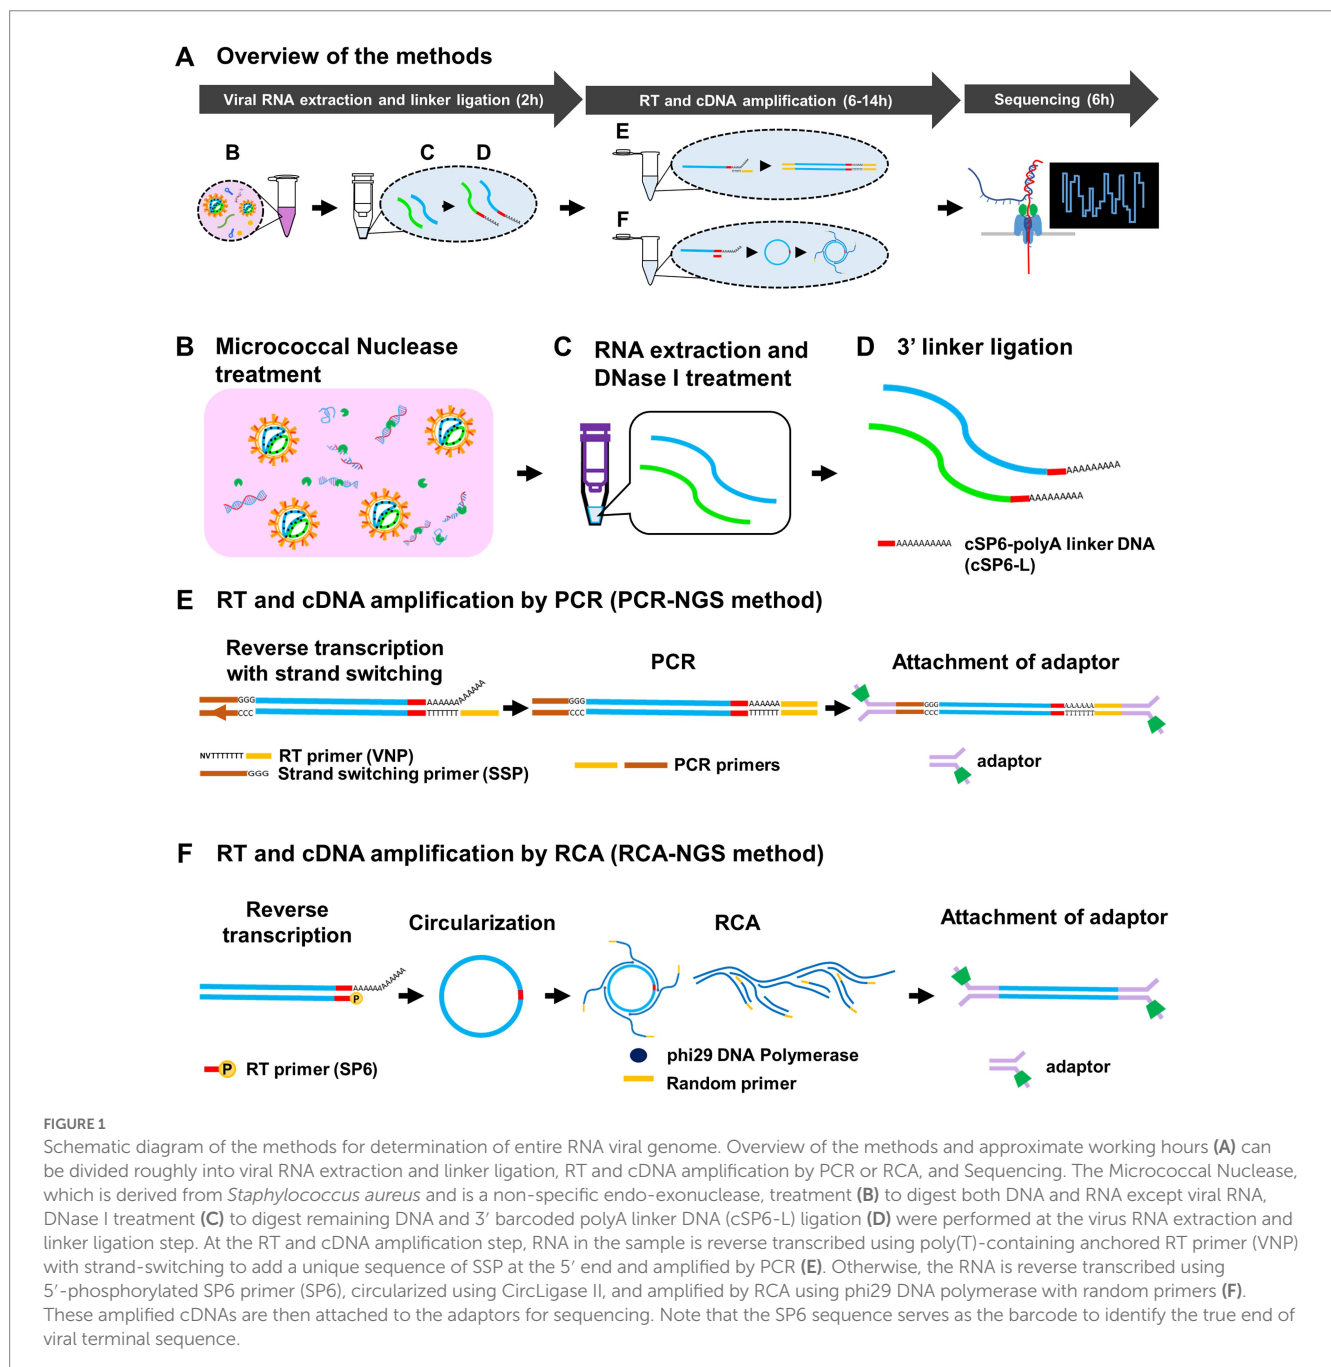 A Overview of the methods
Viral RNA extraction and linker ligation (2h)
RT and cDNA amplification (6-14h)
Sequencing (6h)
B
C
D
E
F
B Micrococcal Nuclease
treatment
C RNA extraction and
DNase I treatment
D 3’ linker ligation
AAAAAAAAA
AAAAAAAAA
AAAAAAAAAA cSP6-polyA linker DNA
(cSP6-L)
E RT and cDNA amplification by PCR (PCR-NGS method)
Reverse transcription
with strand switching
PCR
Attachment of adaptor
GGG AAAAAAAAAAAA
CCC TTTTTTT
GGG AAAAAA
CCC TTTTTTT
GGG AAAAAAA
CCC TTTTTTT
NVTTTTTTT RT primer (VNP)
GGG Strand switching primer (SSP)
PCR primers
adaptor
F RT and cDNA amplification by RCA (RCA-NGS method)
Reverse
transcription
Circularization
RCA
Attachment of adaptor
AAAAAAAAAAAA
P
P RT primer (SP6)
phi29 DNA Polymerase
Random primer
adaptor
FIGURE 1
Schematic diagram of the methods for determination of entire RNA viral genome. Overview of the methods and approximate working hours (A) can
be divided roughly into viral RNA extraction and linker ligation, RT and cDNA amplification by PCR or RCA, and Sequencing. The Micrococcal Nuclease,
which is derived from Staphylococcus aureus and is a non-specific endo-exonuclease, treatment (B) to digest both DNA and RNA except viral RNA,
DNase I treatment (C) to digest remaining DNA and 3′ barcoded polyA linker DNA (cSP6-L) ligation (D) were performed at the virus RNA extraction and
linker ligation step. At the RT and cDNA amplification step, RNA in the sample is reverse transcribed using poly(T)-containing anchored RT primer (VNP)
with strand-switching to add a unique sequence of SSP at the 5′ end and amplified by PCR (E). Otherwise, the RNA is reverse transcribed using
5′-phosphorylated SP6 primer (SP6), circularized using CircLigase II, and amplified by RCA using phi29 DNA polymerase with random primers (F).
These amplified cDNAs are then attached to the adaptors for sequencing. Note that the SP6 sequence serves as the barcode to identify the true end of
viral terminal sequence.